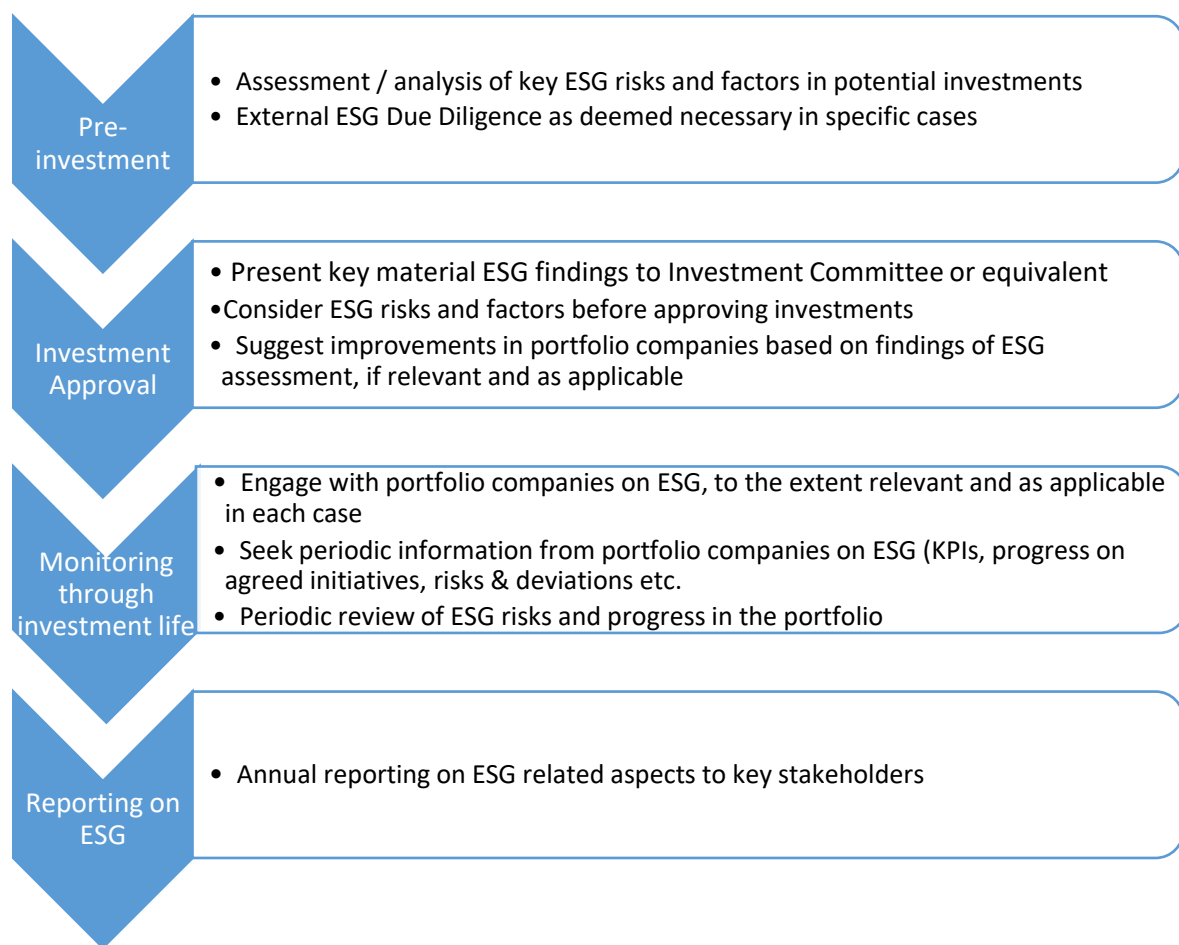 Pre-
investment
• Assessment / analysis of key ESG risks and factors in potential investments
• External ESG Due Diligence as deemed necessary in specific cases
Investment
Approval
• Present key material ESG findings to Investment Committee or equivalent
•Consider ESG risks and factors before approving investments
• Suggest improvements in portfolio companies based on findings of ESG
assessment, if relevant and as applicable
Monitoring
through
investment life
• Engage with portfolio companies on ESG, to the extent relevant and as applicable
in each case
• Seek periodic information from portfolio companies on ESG (KPIs, progress on
agreed initiatives, risks & deviations etc.
• Periodic review of ESG risks and progress in the portfolio
Reporting on
ESG
• Annual reporting on ESG related aspects to key stakeholders